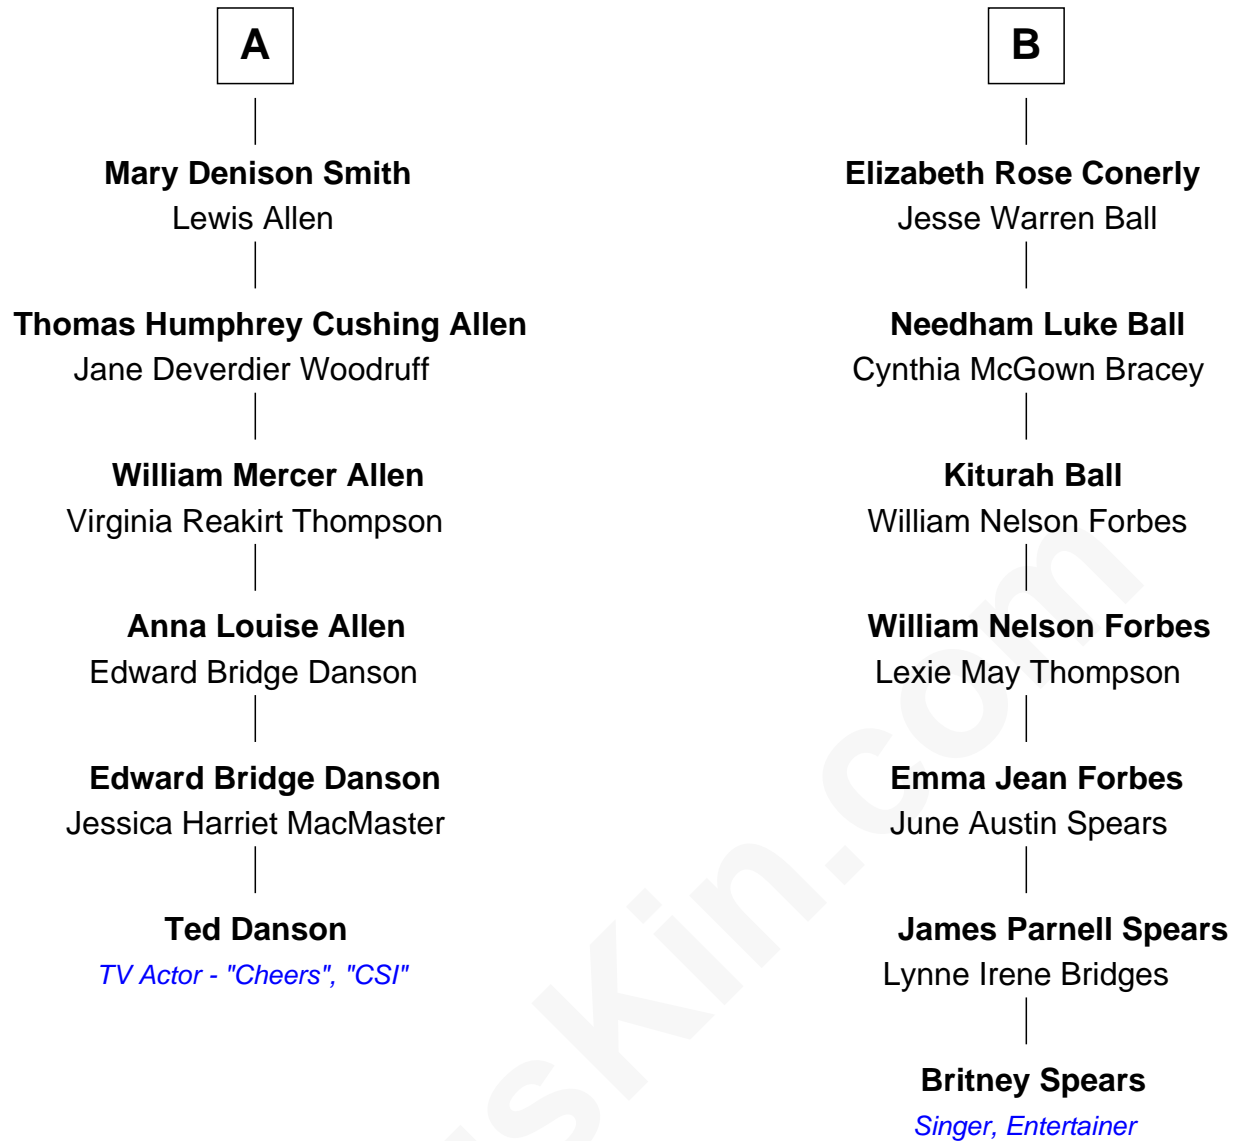 A
Mary Denison Smith
Lewis Allen
Thomas Humphrey Cushing Allen
Jane Deverdier Woodruff
William Mercer Allen
Virginia Reakirt Thompson
Anna Louise Allen
Edward Bridge Danson
Edward Bridge Danson
Jessica Harriet MacMaster
Ted Danson
TV Actor - "Cheers", "CSI"
B
Elizabeth Rose Conerly
Jesse Warren Ball
Needham Luke Ball
Cynthia McGown Bracey
Kiturah Ball
William Nelson Forbes
William Nelson Forbes
Lexie May Thompson
Emma Jean Forbes
June Austin Spears
James Parnell Spears
Lynne Irene Bridges
Britney Spears
Singer, Entertainer
sKin.com